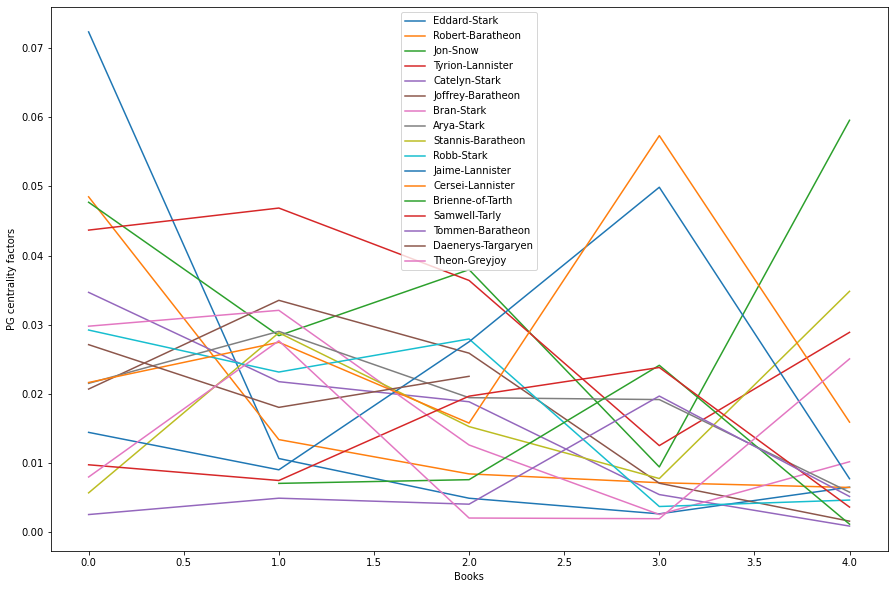 0.07
0.06
0.05
0.04
0.03
0.02
0.01
0.00
PG centrality factors
Eddard-Stark
Robert-Baratheon
Jon-Snow
Tyrion-Lannister
Catelyn-Stark
Joffrey-Baratheon
Bran-Stark
Arya-Stark
Stannis-Baratheon
Robb-Stark
Jaime-Lannister
Cersei-Lannister
Brienne-of-Tarth
Samwell-Tarly
Tommen-Baratheon
Daenerys-Targaryen
Theon-Greyjoy
0.0 0.5 1.0 1.5 2.0 2.5 3.0 3.5 4.0
Books